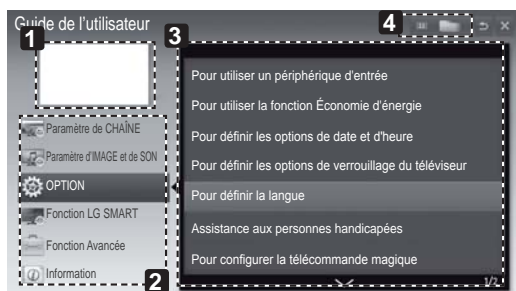 Guide de l'utilisateur
4
1
3
Pour utiliser un périphérique d'entrée
Pour utiliser la fonction Économie d'énergie
Pour définir les options de date et d'heure
Pour définir les options de verrouillage du téléviseur
Pour définir la langue
Assistance aux personnes handicapées
Pour configurer la télécommande magique
1/2
Paramètre de CHAÎNE
Paramètre d'IMAGE et de SON
OPTION
Fonction LG SMART
Fonction Avancée
Information
2